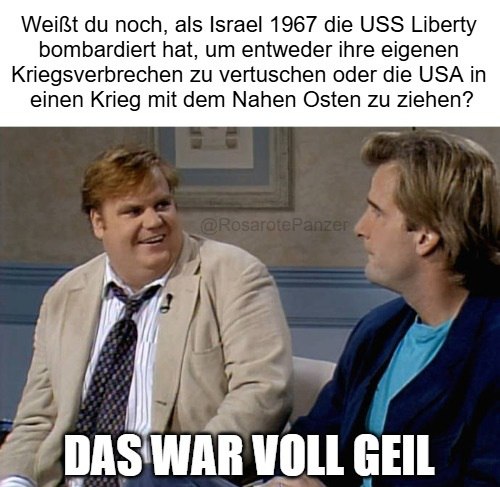 Weißt du noch, als Israel 1967 die USS Liberty
bombardiert hat, um entweder ihre eigenen
Kriegsverbrechen zu vertuschen oder die USA in
einen Krieg mit dem Nahen Osten zu ziehen?
@RosarotePanzer
DAS WAR VOLL GEIL